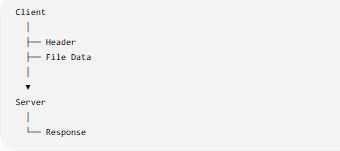 Client
Header
File Data
Server
Response